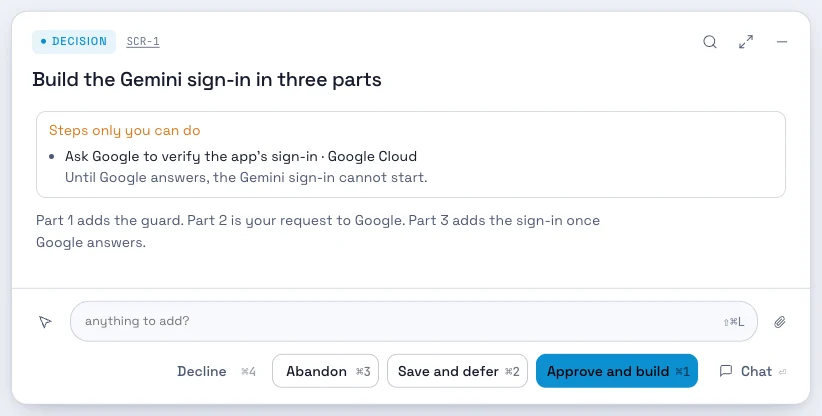 DECISION SCR-1
Build the Gemini sign-in in three parts
Steps only you can do
Ask Google to verify the app's sign-in · Google Cloud
Until Google answers, the Gemini sign-in cannot start.
Part 1 adds the guard. Part 2 is your request to Google. Part 3 adds the sign-in once
Google answers.
anything to add? ⇧⌘L
Decline ⌘4 Abandon ⌘3 Save and defer ⌘2 Approve and build ⌘1 Chat ⏎